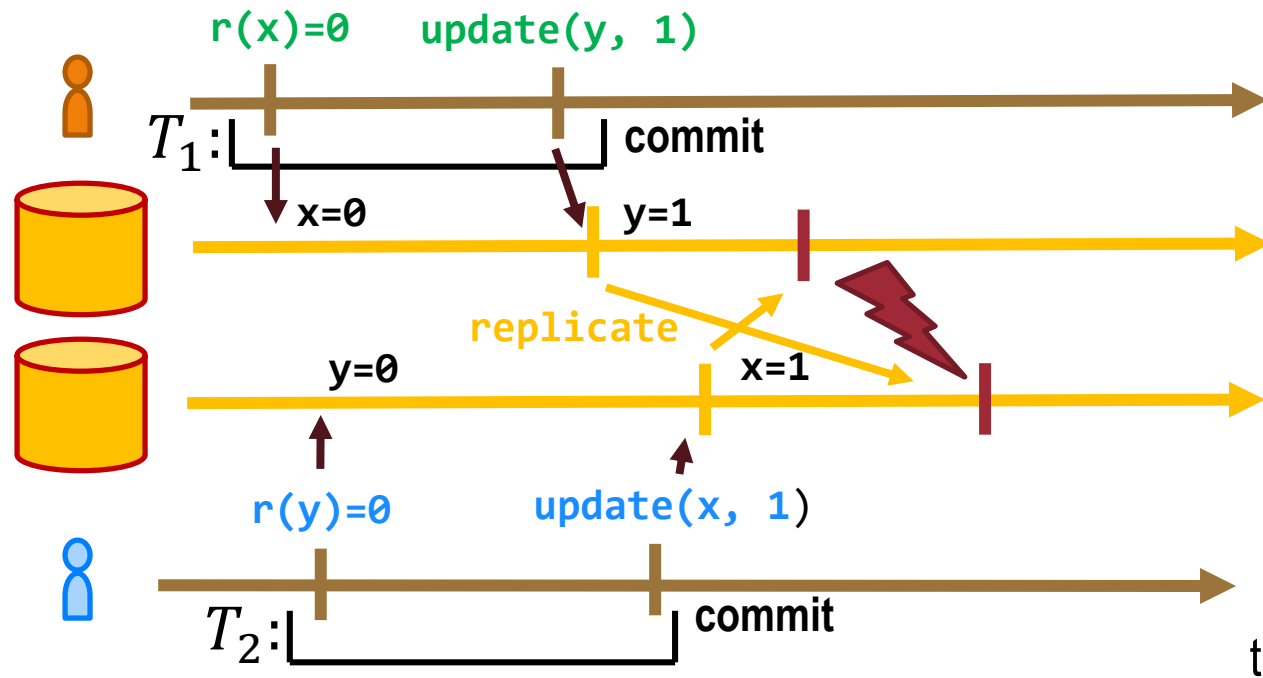 r(x)=0 update(y, 1)
T1: commit
x=0 y=1
replicate
y=0 x=1
r(y)=0 update(x, 1)
T2: commit
t